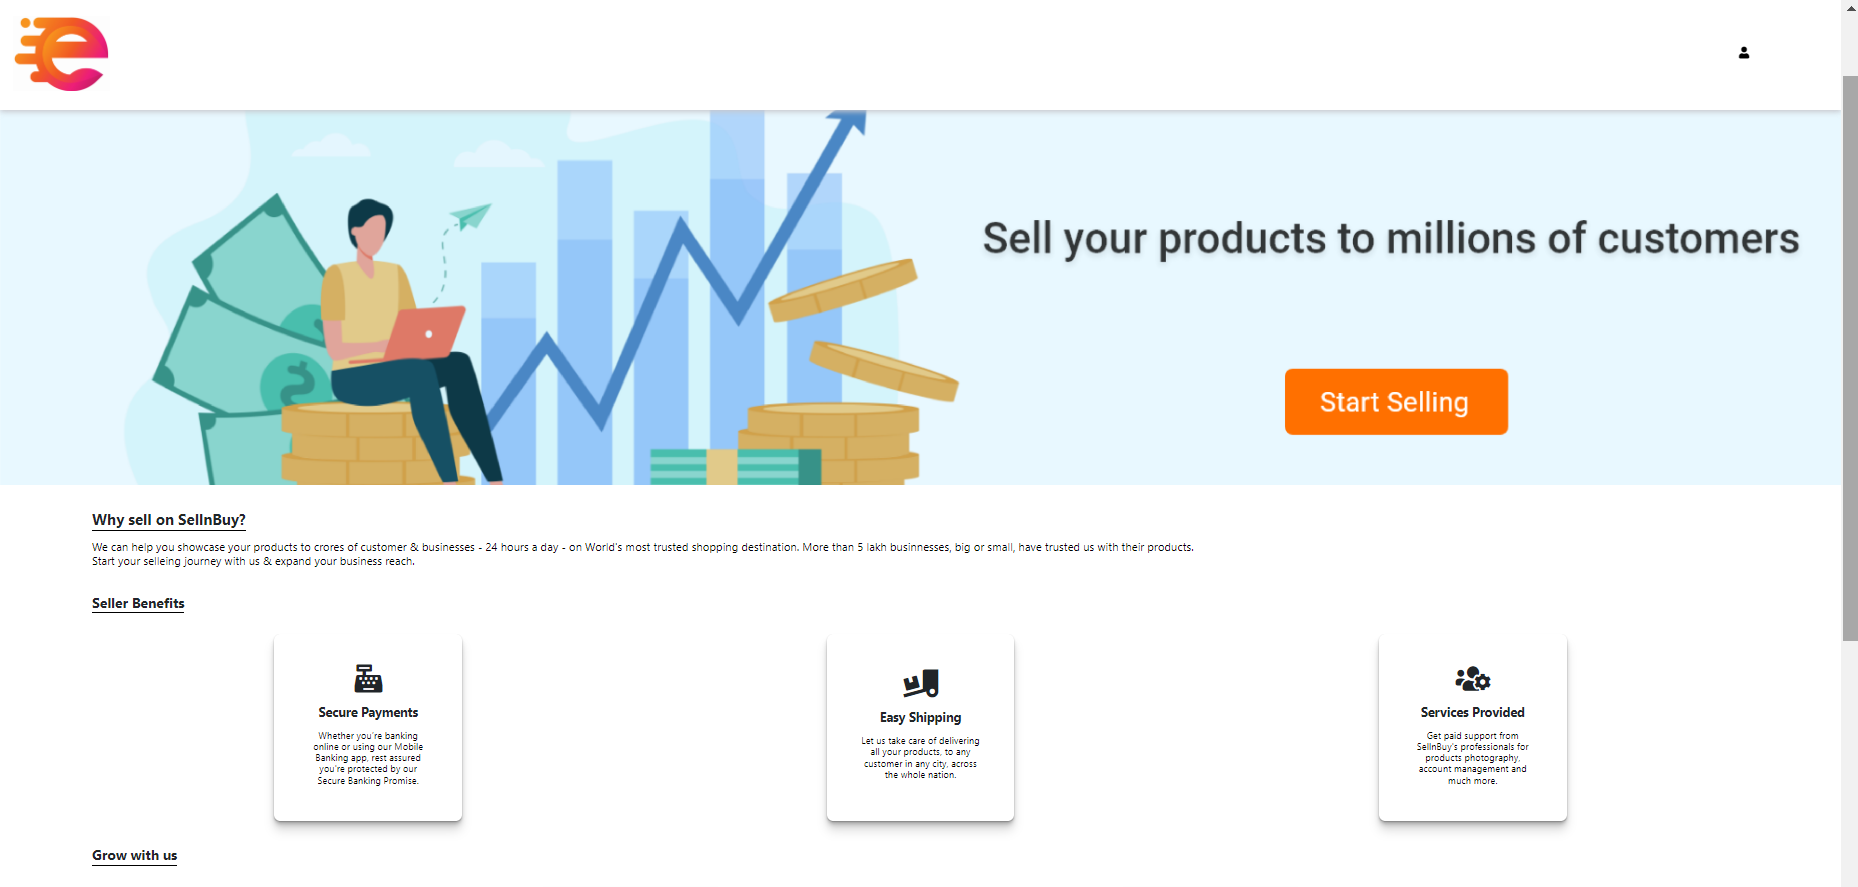 Sell your products to millions of customers
Start Selling
Why sell on SellnBuy?
We can help you showcase your products to crores of customer & businesses - 24 hours a day - on World's most trusted shopping destination. More than 5 lakh businnesses, big or small, have trusted us with their products.
Start your selleing journey with us & expand your business reach.
Seller Benefits
Secure Payments
Whether you're banking
online or using our Mobile
Banking app, rest assured
you're protected by our
Secure Banking Promise.
Easy Shipping
Let us take care of delivering
all your products, to any
customer in any city, across
the whole nation.
Services Provided
Get paid support from
SellnBuy's professionals for
products photography,
account management and
much more.
Grow with us